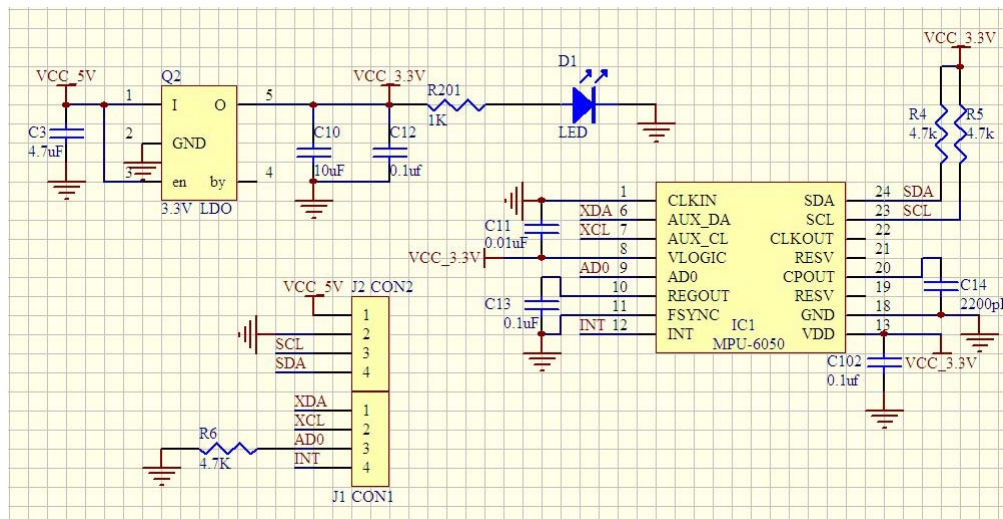 VCC_5V
Q2
1
I
O
5
VCC_3.3V
C3
4.7uF
2
GND
3
en
by
4
3.3V LDO
C10
10uF
C12
0.1uf
R201
1K
D1
LED
VCC_3.3V
R4
4.7k
R5
4.7k
1
CLKIN
SDA
24
SDA
XDA
6
AUX_DA
SCL
23
SCL
XCL
7
AUX_CL
CLKOUT
22
C11
0.01uF
VCC_3.3V
8
VLOGIC
RESV
21
AD0
9
AD0
CPOUT
20
C13
0.1uF
10
REGOUT
RESV
19
C14
2200pF
11
FSYNC
GND
18
INT
12
INT
VDD
13
IC1
MPU-6050
C102
0.1uf
VCC_3.3V
VCC_5V
J2 CON2
1
2
SCL
3
SDA
4
XDA
1
XCL
2
R6
4.7K
AD0
3
INT
4
J1 CON1